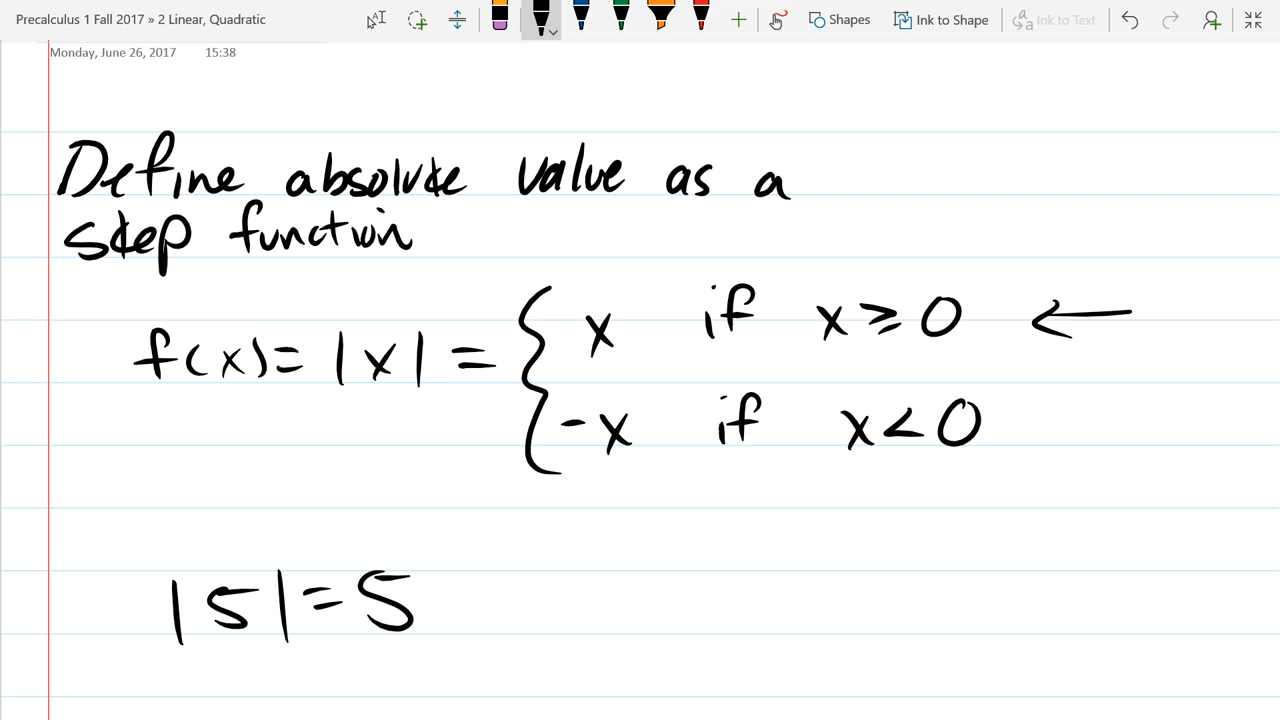 Precalculus 1 Fall 2017 » 2 Linear, Quadratic
Shapes
Ink to Shape
Ink to Text
Monday, June 26, 2017 15:38
Define absolute value as a
step function
f(x) = |x| = { x if x ≥ 0 ←
-x if x < 0
|5| = 5